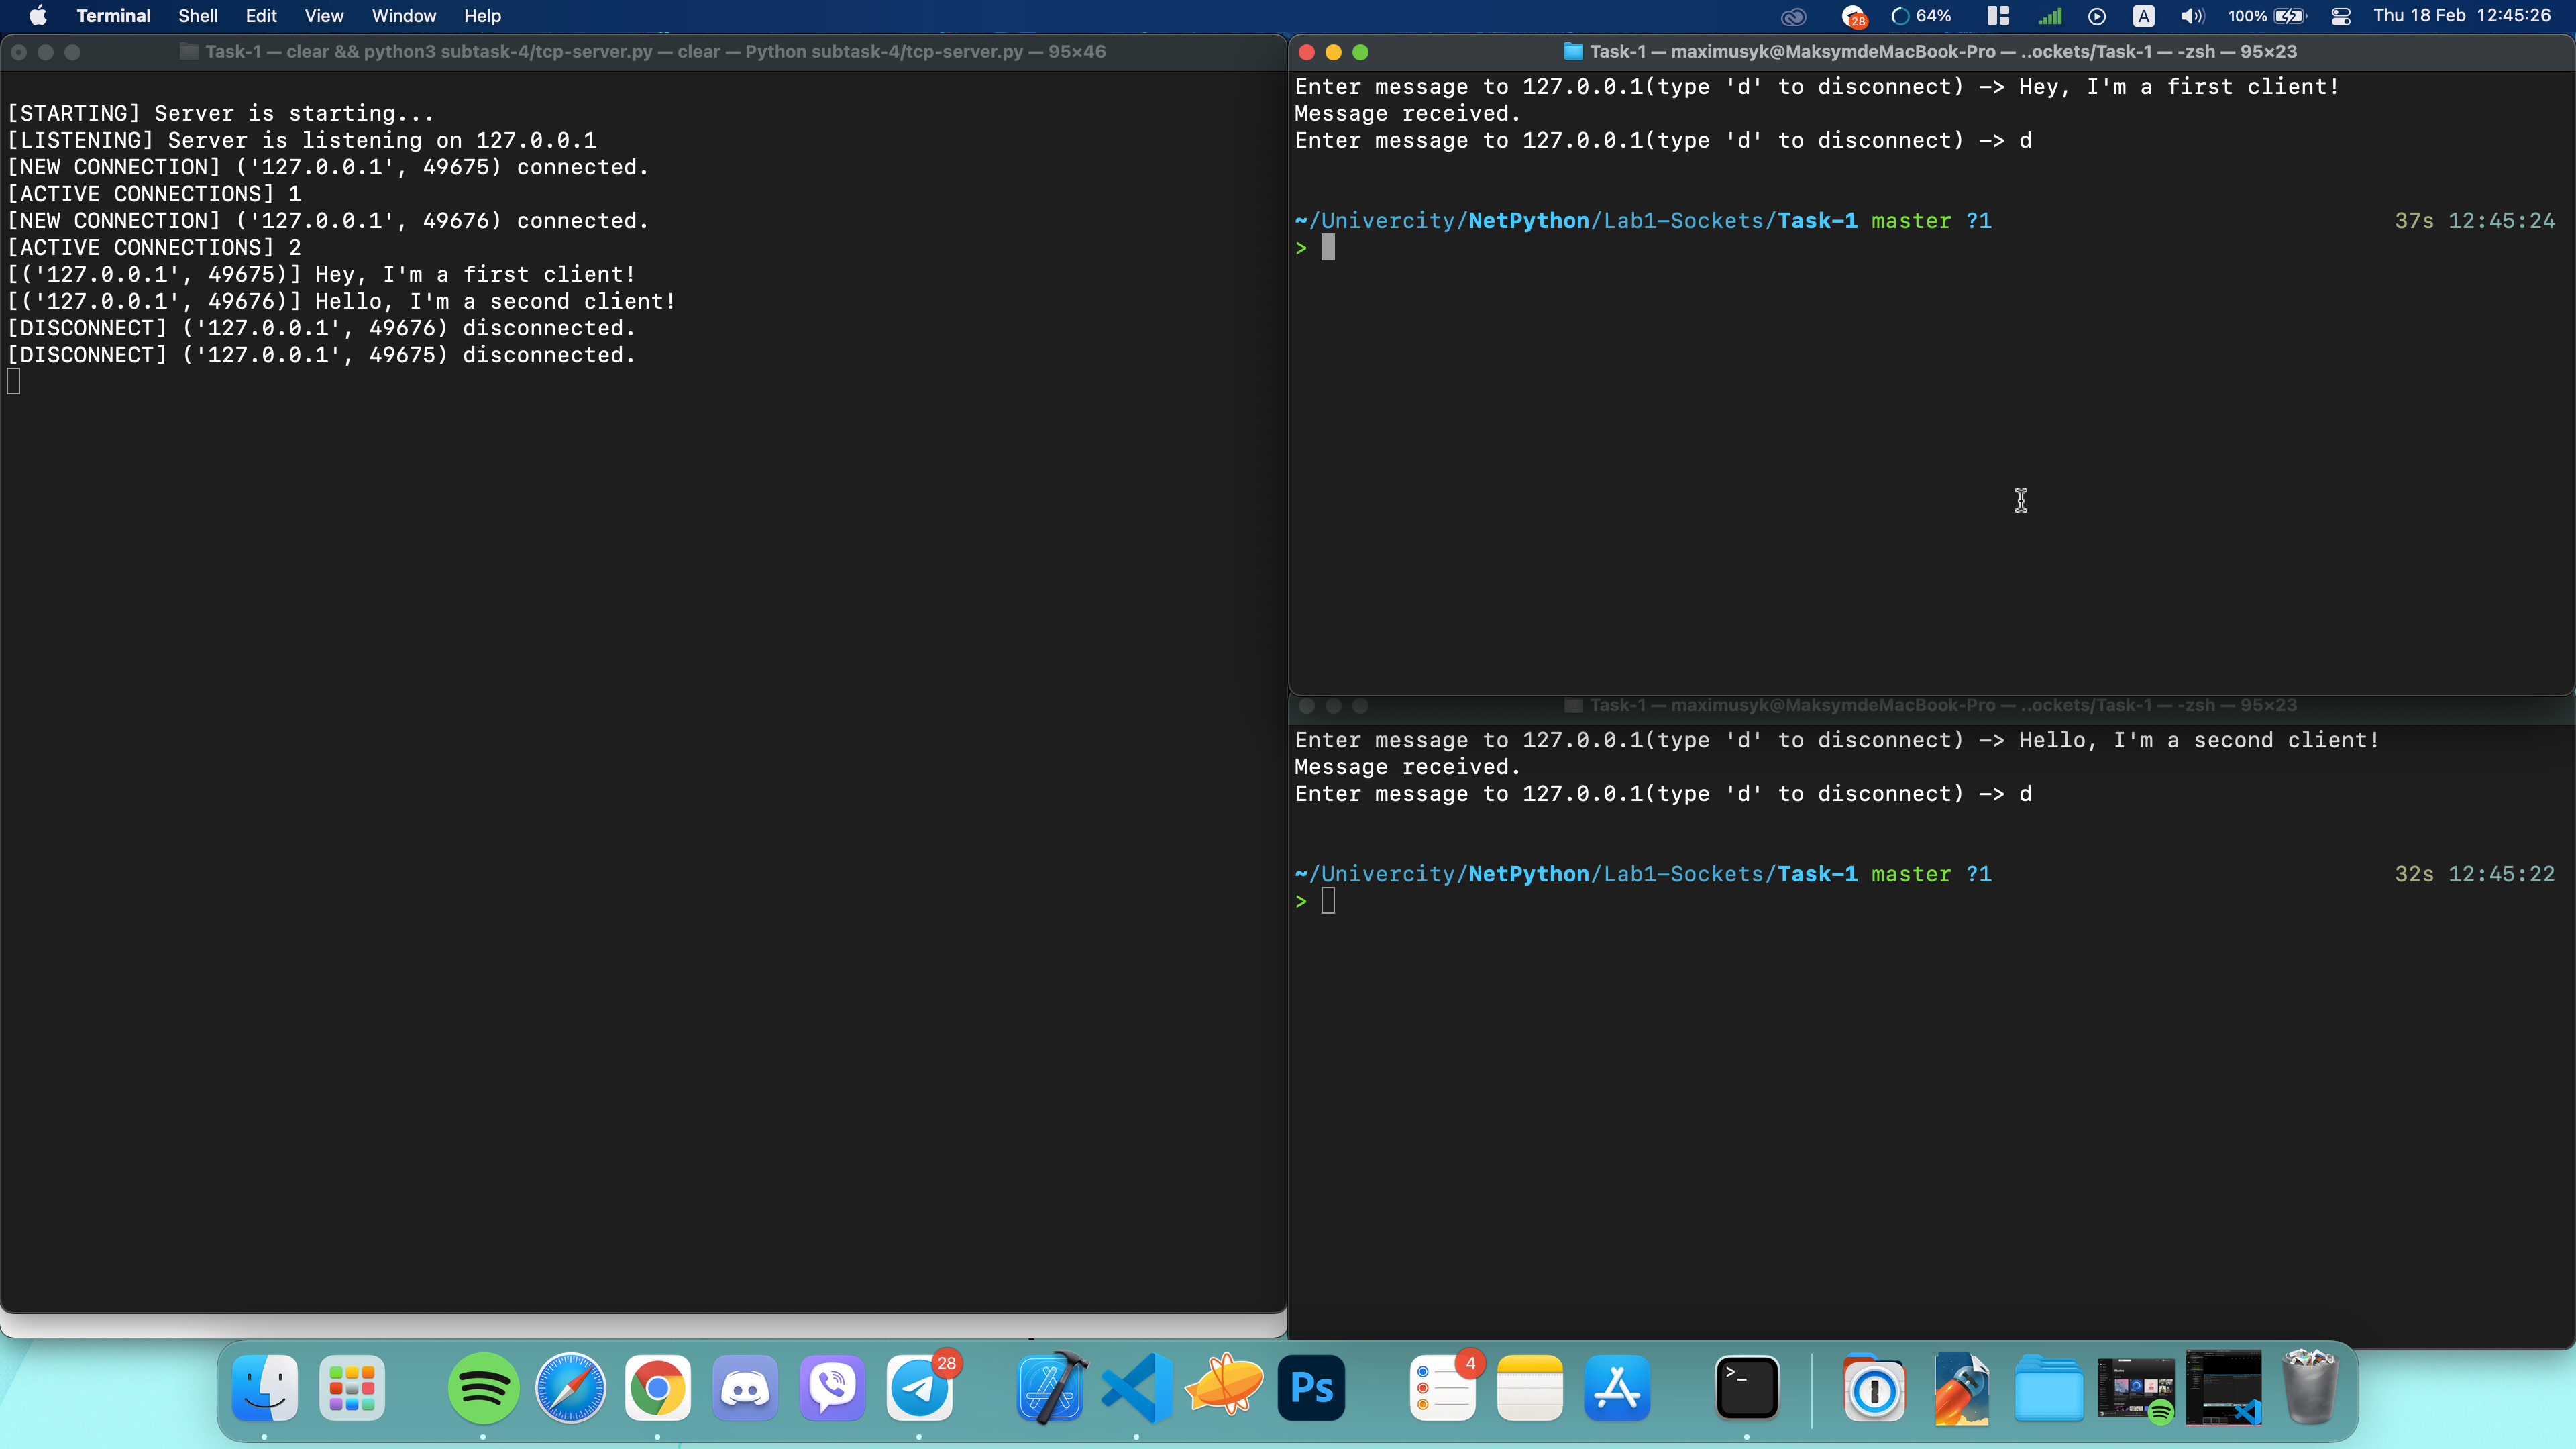 Terminal Shell Edit View Window Help
28 64% A 100% Thu 18 Feb 12:45:26
Task-1 — clear && python3 subtask-4/tcp-server.py — clear — Python subtask-4/tcp-server.py — 95×46
[STARTING] Server is starting...
[LISTENING] Server is listening on 127.0.0.1
[NEW CONNECTION] ('127.0.0.1', 49675) connected.
[ACTIVE CONNECTIONS] 1
[NEW CONNECTION] ('127.0.0.1', 49676) connected.
[ACTIVE CONNECTIONS] 2
[('127.0.0.1', 49675)] Hey, I'm a first client!
[('127.0.0.1', 49676)] Hello, I'm a second client!
[DISCONNECT] ('127.0.0.1', 49676) disconnected.
[DISCONNECT] ('127.0.0.1', 49675) disconnected.
Task-1 — maximusyk@MaksymdeMacBook-Pro — ..ockets/Task-1 — -zsh — 95×23
Enter message to 127.0.0.1(type 'd' to disconnect) -> Hey, I'm a first client!
Message received.
Enter message to 127.0.0.1(type 'd' to disconnect) -> d
~/Univercity/NetPython/Lab1-Sockets/Task-1 master ?1 37s 12:45:24
>
Task-1 — maximusyk@MaksymdeMacBook-Pro — ..ockets/Task-1 — -zsh — 95×23
Enter message to 127.0.0.1(type 'd' to disconnect) -> Hello, I'm a second client!
Message received.
Enter message to 127.0.0.1(type 'd' to disconnect) -> d
~/Univercity/NetPython/Lab1-Sockets/Task-1 master ?1 32s 12:45:22
>
28 Ps 4 >_